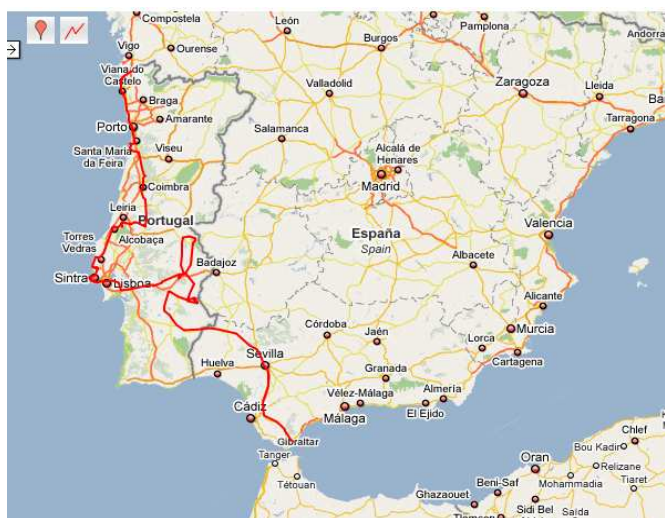 Compostela
León
Pamplona
Andorra
Vigo
Ourense
Burgos
Viana do
Castelo
Braga
Amarante
Valladolid
Zaragoza
Lleida
Porto
Tarragona
Santa Maria
da Feira
Viseu
Salamanca
Alcalá de
Henares
Madrid
Coimbra
Leiria
Portugal
Alcobaça
Torres
Vedras
España
Spain
Valencia
Badajoz
Albacete
Sintra
Lisboa
Alicante
Murcia
Córdoba
Jaén
Lorca
Cartagena
Huelva
Sevilla
Granada
Almería
Vélez-Málaga
El Ejido
Cádiz
Málaga
Gibraltar
Tanger
Tétouan
Chlef
Bou Kadir
Oran
Relizane
Mohammadia
Tiaret
Beni-Saf
Ghazaouet
Sidi Bel
Saïda